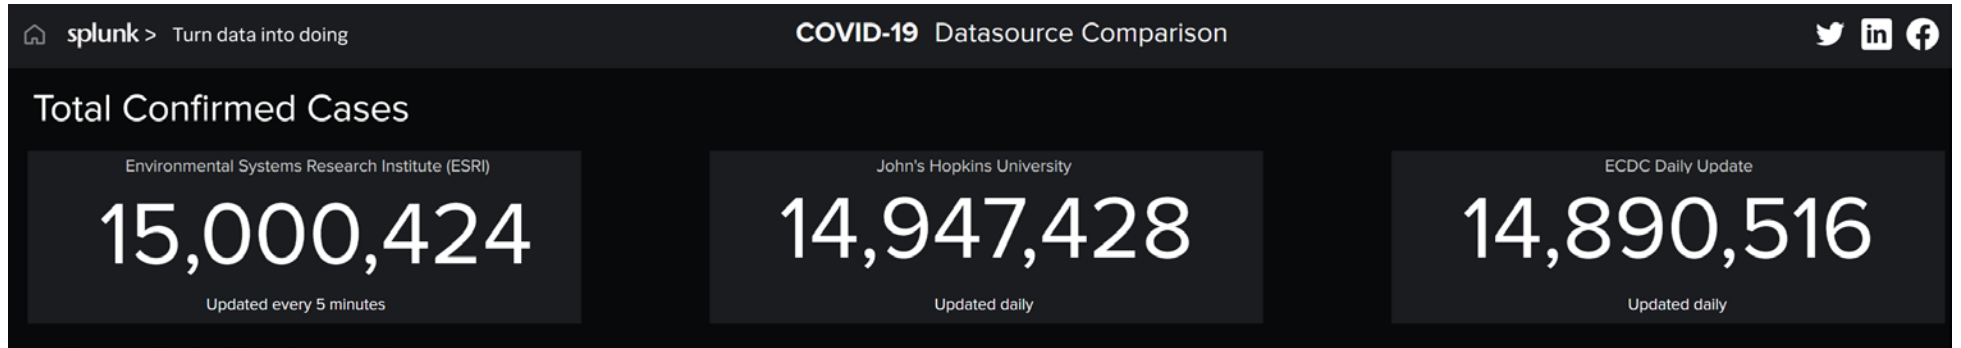 splunk> Turn data into doing
COVID-19 Datasource Comparison
in
f
Total Confirmed Cases
Environmental Systems Research Institute (ESRI)
15,000,424
Updated every 5 minutes
John's Hopkins University
14,947,428
Updated daily
ECDC Daily Update
14,890,516
Updated daily